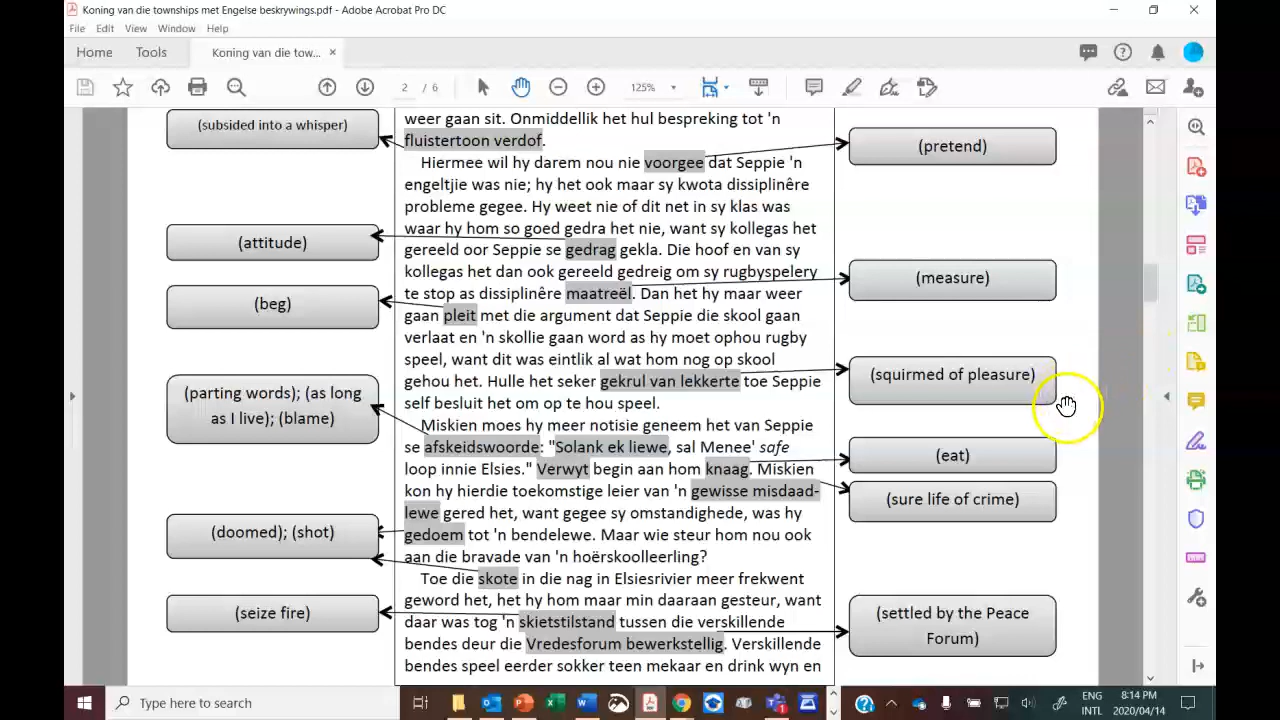 Koning van die townships met Engelse beskrywings.pdf - Adobe Acrobat Pro DC
File Edit View Window Help
Home Tools Koning van die tow... ×
2 / 6 125%
(subsided into a whisper)
(attitude)
(beg)
(parting words); (as long
as I live); (blame)
(doomed); (shot)
(seize fire)
weer gaan sit. Onmiddellik het hul bespreking tot 'n
fluistertoon verdof.
Hiermee wil hy darem nou nie voorgee dat Seppie 'n
engeltjie was nie; hy het ook maar sy kwota dissiplinêre
probleme gegee. Hy weet nie of dit net in sy klas was
waar hy hom so goed gedra het nie, want sy kollegas het
gereeld oor Seppie se gedrag gekla. Die hoof en van sy
kollegas het dan ook gereeld gedreig om sy rugbyspelery
te stop as dissiplinêre maatreël. Dan het hy maar weer
gaan pleit met die argument dat Seppie die skool gaan
verlaat en 'n skollie gaan word as hy moet ophou rugby
speel, want dit was eintlik al wat hom nog op skool
gehou het. Hulle het seker gekrul van lekkerte toe Seppie
self besluit het om op te hou speel.
Miskien moes hy meer notisie geneem het van Seppie
se afskeidswoorde: "Solank ek liewe, sal Menee' safe
loop innie Elsies." Verwyt begin aan hom knaag. Miskien
kon hy hierdie toekomstige leier van 'n gewisse misdaad-
lewe gered het, want gegee sy omstandighede, was hy
gedoem tot 'n bendelewe. Maar wie steur hom nou ook
aan die bravade van 'n hoërskoolleerling?
Toe die skote in die nag in Elsiesrivier meer frekwent
geword het, het hy hom maar min daaraan gesteur, want
daar was tog 'n skietstilstand tussen die verskillende
bendes deur die Vredesforum bewerkstellig. Verskillende
bendes speel eerder sokker teen mekaar en drink wyn en
(pretend)
(measure)
(squirmed of pleasure)
(eat)
(sure life of crime)
(settled by the Peace
Forum)
Type here to search
ENG
INTL
8:14 PM
2020/04/14